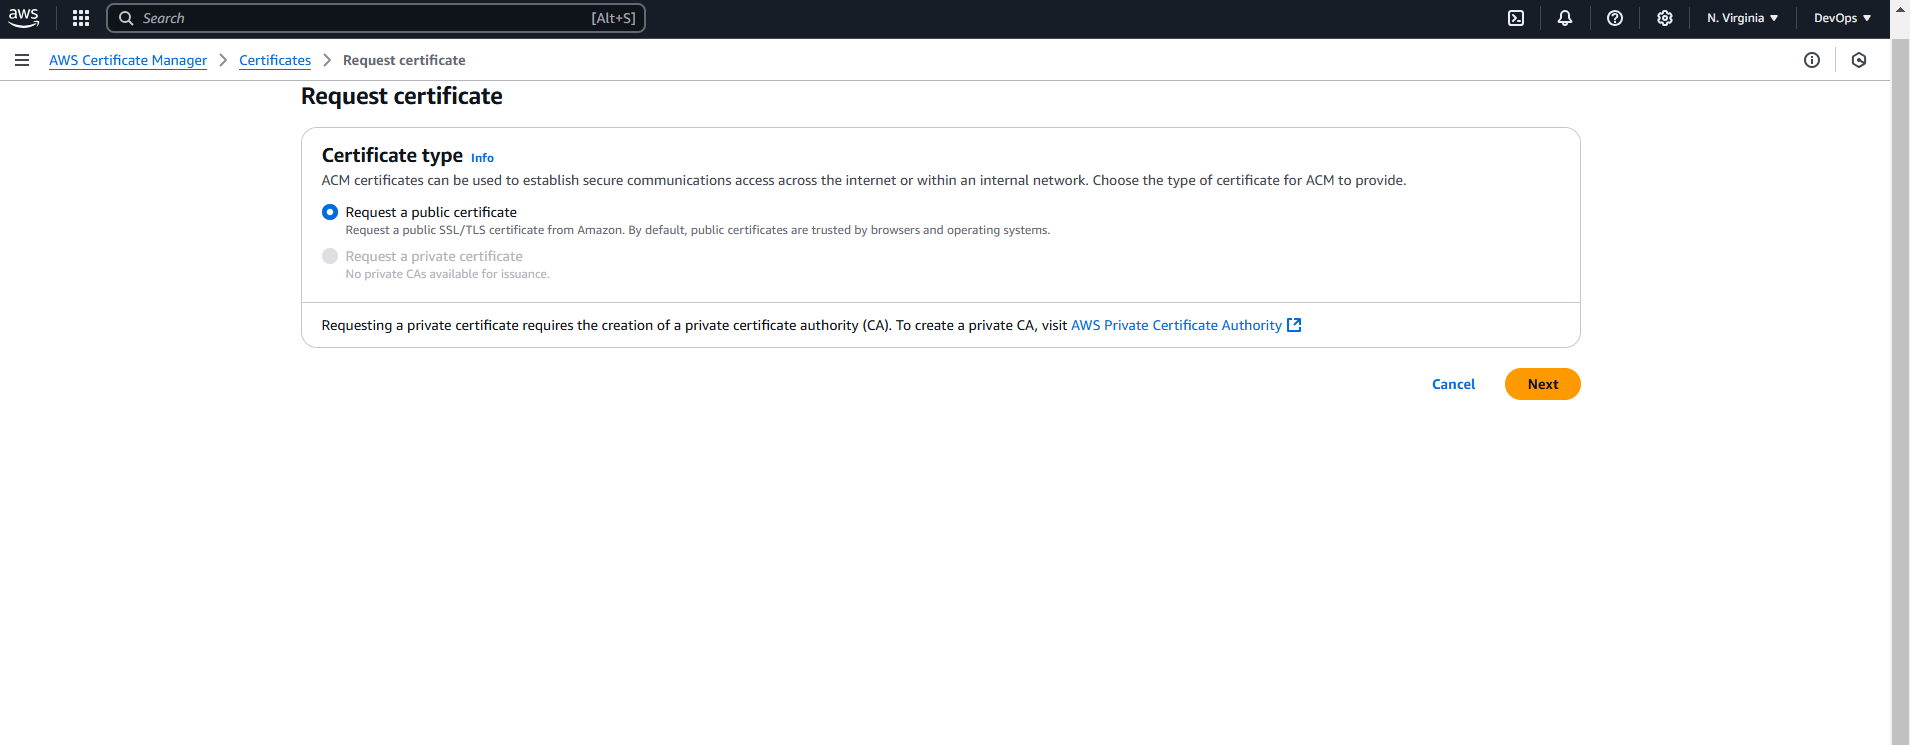 aws Search [Alt+S] N. Virginia DevOps
AWS Certificate Manager Certificates Request certificate
Request certificate
Certificate type Info
ACM certificates can be used to establish secure communications access across the internet or within an internal network. Choose the type of certificate for ACM to provide.
Request a public certificate
Request a public SSL/TLS certificate from Amazon. By default, public certificates are trusted by browsers and operating systems.
Request a private certificate
No private CAs available for issuance.
Requesting a private certificate requires the creation of a private certificate authority (CA). To create a private CA, visit AWS Private Certificate Authority
Cancel Next